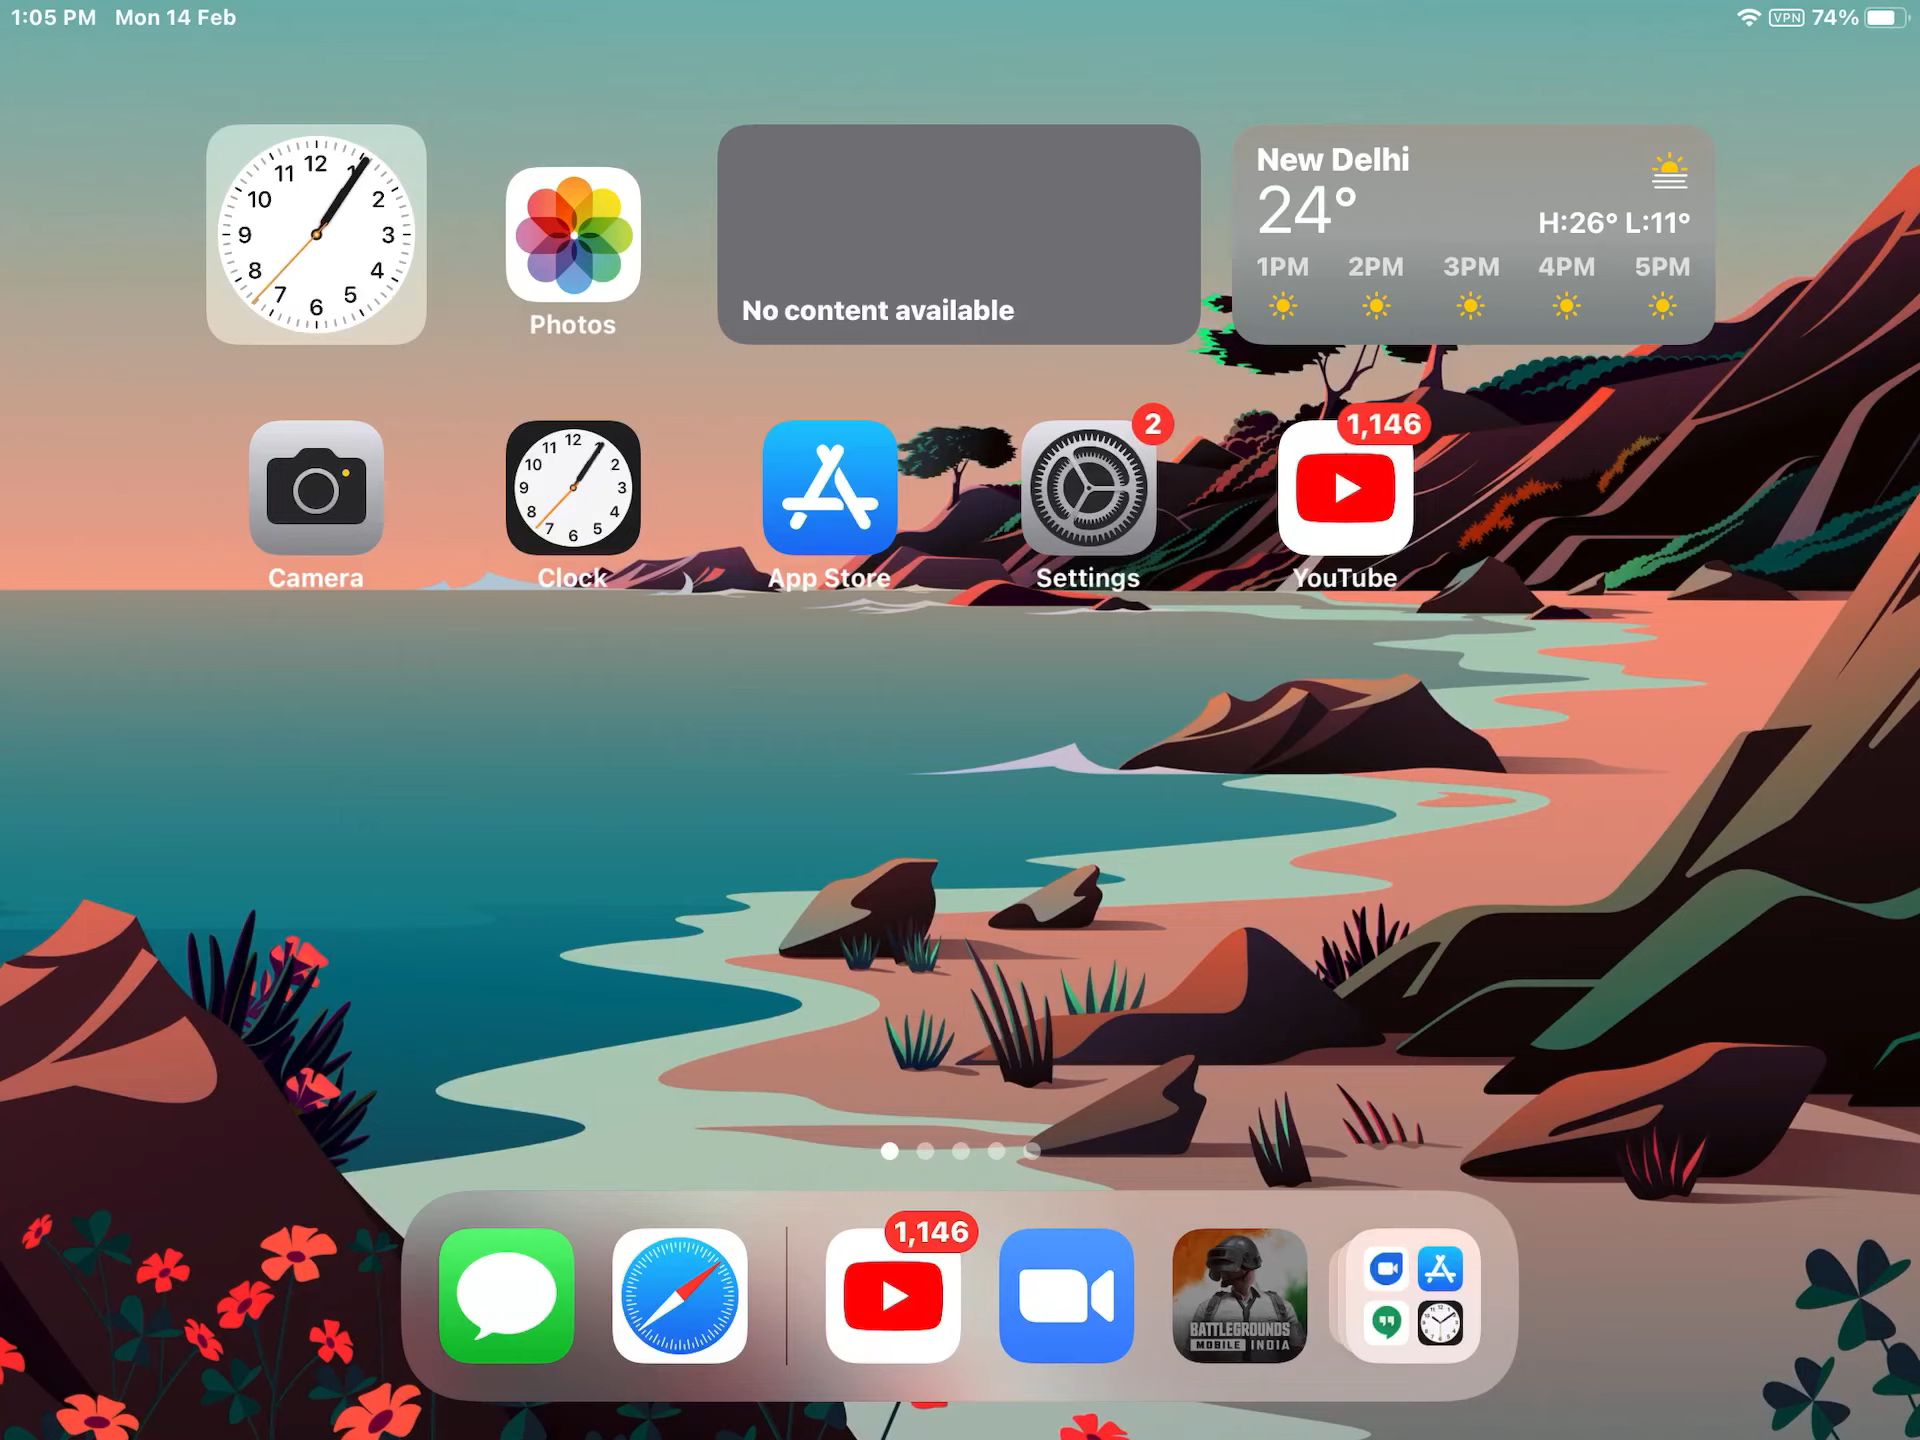 1:05 PM Mon 14 Feb
VPN 74%
12
11 1
10 2
9 3
8 4
7 5
6
Photos
No content available
New Delhi
24°
H:26° L:11°
1PM 2PM 3PM 4PM 5PM
2
1,146
12
11 1
10 2
9 3
8 4
7 5
6
Camera Clock App Store Settings YouTube
1,146
BATTLEGROUNDS
MOBILE INDIA